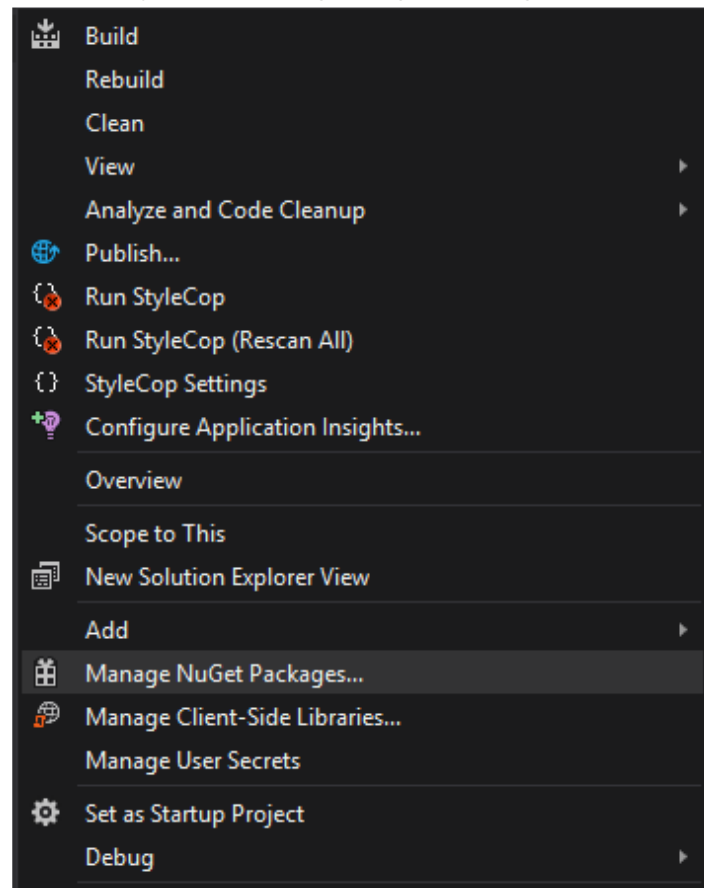 Build
Rebuild
Clean
View
Analyze and Code Cleanup
Publish...
Run StyleCop
Run StyleCop (Rescan All)
StyleCop Settings
Configure Application Insights...
Overview
Scope to This
New Solution Explorer View
Add
Manage NuGet Packages...
Manage Client-Side Libraries...
Manage User Secrets
Set as Startup Project
Debug